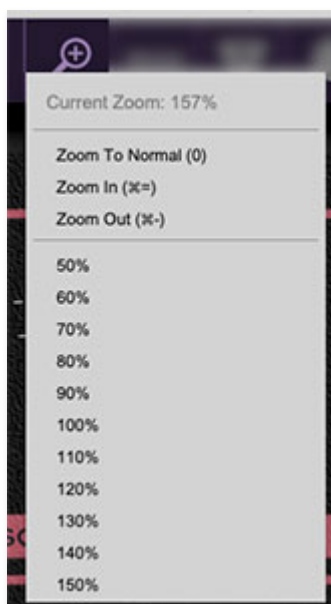 Current Zoom: 157%
Zoom To Normal (0)
Zoom In (⌘=)
Zoom Out (⌘-)
50%
60%
70%
80%
90%
100%
110%
120%
130%
140%
150%